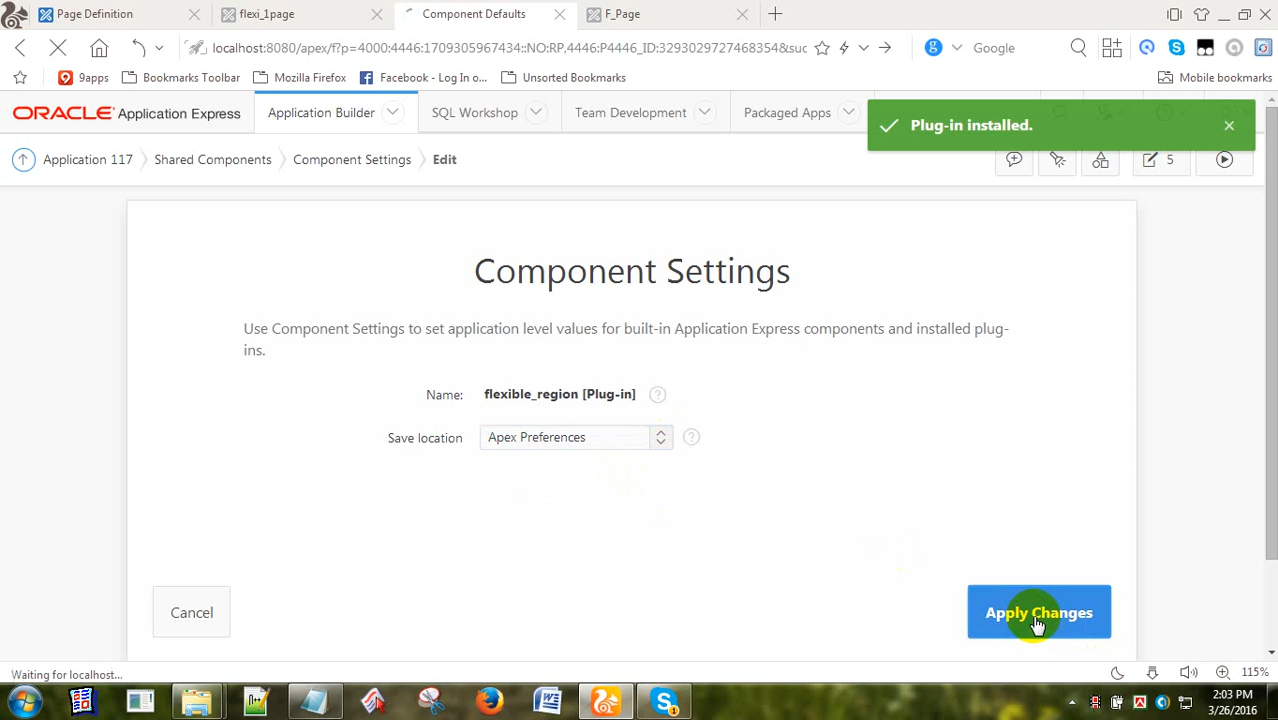 Page Definition
flexi_1page
Component Defaults
F_Page
localhost:8080/apex/f?p=4000:4446:1709305967434::NO:RP,4446:P4446_ID:32930297274683548&suc
Google
9apps
Bookmarks Toolbar
Mozilla Firefox
Facebook - Log In o...
Unsorted Bookmarks
Mobile bookmarks
ORACLE Application Express
Application Builder
SQL Workshop
Team Development
Packaged Apps
Plug-in installed.
Application 117
Shared Components
Component Settings
Edit
5
Component Settings
Use Component Settings to set application level values for built-in Application Express components and installed plug-
ins.
Name:
flexible_region [Plug-in]
Save location
Apex Preferences
Cancel
Apply Changes
Waiting for localhost...
115%
2:03 PM
3/26/2016